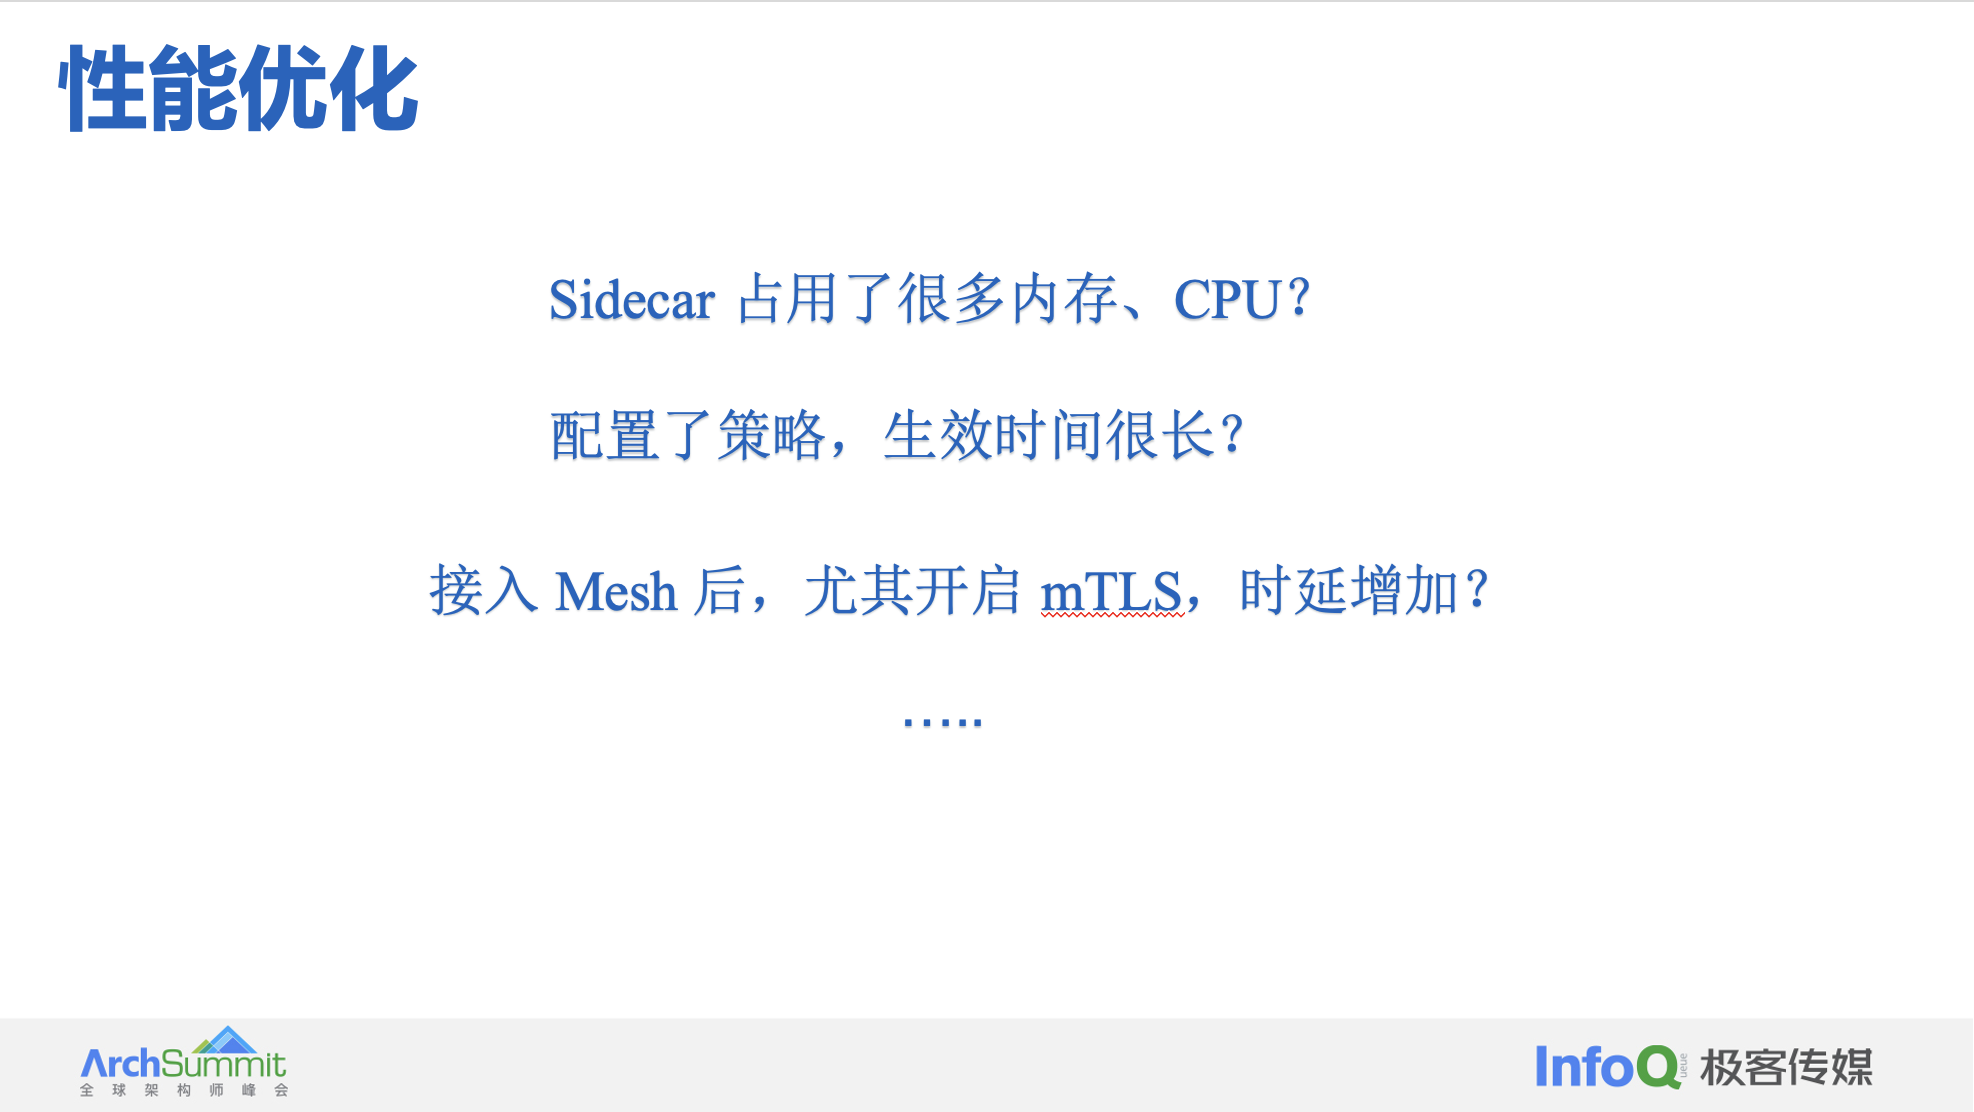 性能优化
Sidecar 占用了很多内存、CPU？
配置了策略，生效时间很长？
接入 Mesh 后，尤其开启 mTLS，时延增加？
.....
ArchSummit
全球架构师峰会
InfoQ queue 极客传媒